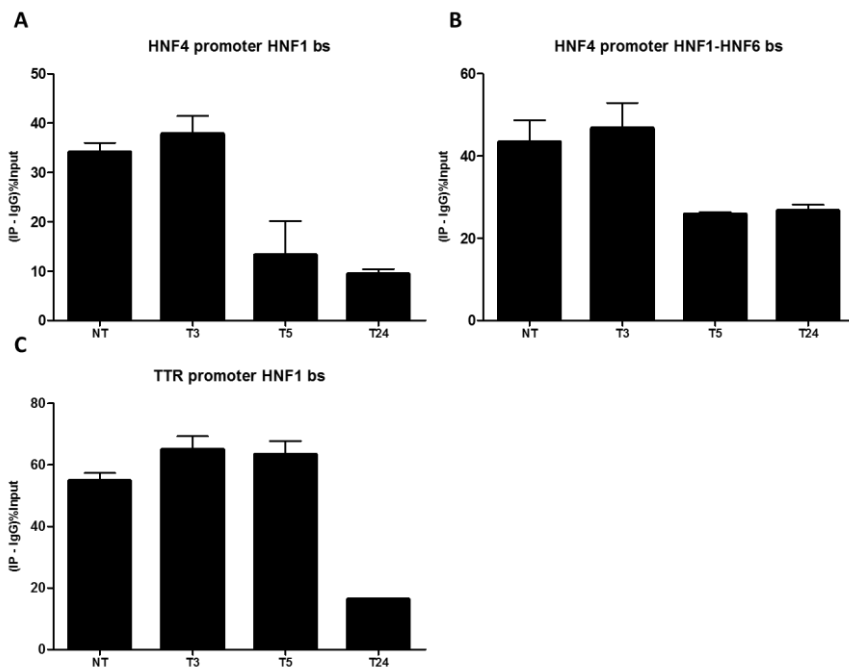 A
HNF4 promoter HNF1 bs
(IP - IgG)%Input
50
40
30
20
10
0
NT T3 T5 T24
B
HNF4 promoter HNF1-HNF6 bs
(IP - IgG)%Input
60
40
20
0
NT T3 T5 T24
C
TTR promoter HNF1 bs
(IP - IgG)%Input
80
60
40
20
0
NT T3 T5 T24